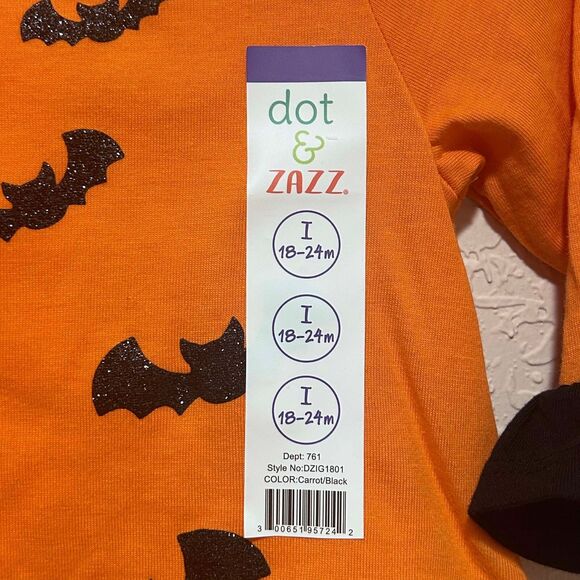 dot
&™
ZAZZ®
I
18-24m
I
18-24m
I
18-24m
Dept: 761
Style No:DZIG1801
COLOR:Carrot/Black
3 00651 95724 2